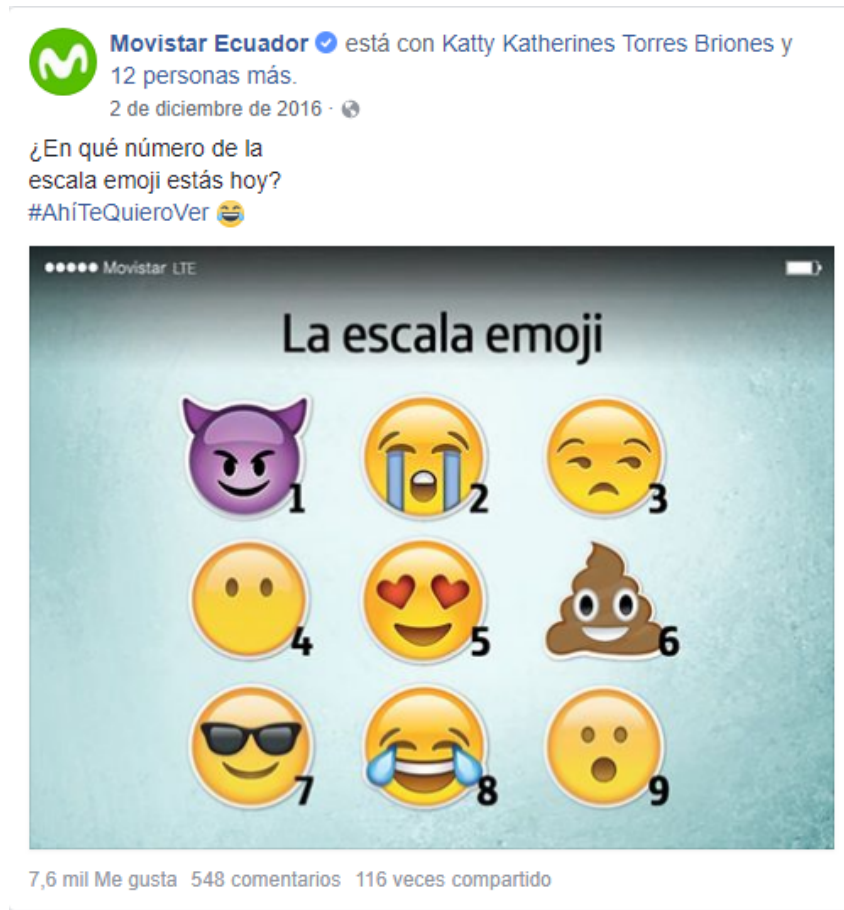 Movistar Ecuador está con Katty Katherines Torres Briones y
12 personas más.
2 de diciembre de 2016 ·
¿En qué número de la
escala emoji estás hoy?
#AhíTeQuieroVer 😂
Movistar LTE
La escala emoji
1 2 3
4 5 6
7 8 9
7,6 mil Me gusta 548 comentarios 116 veces compartido